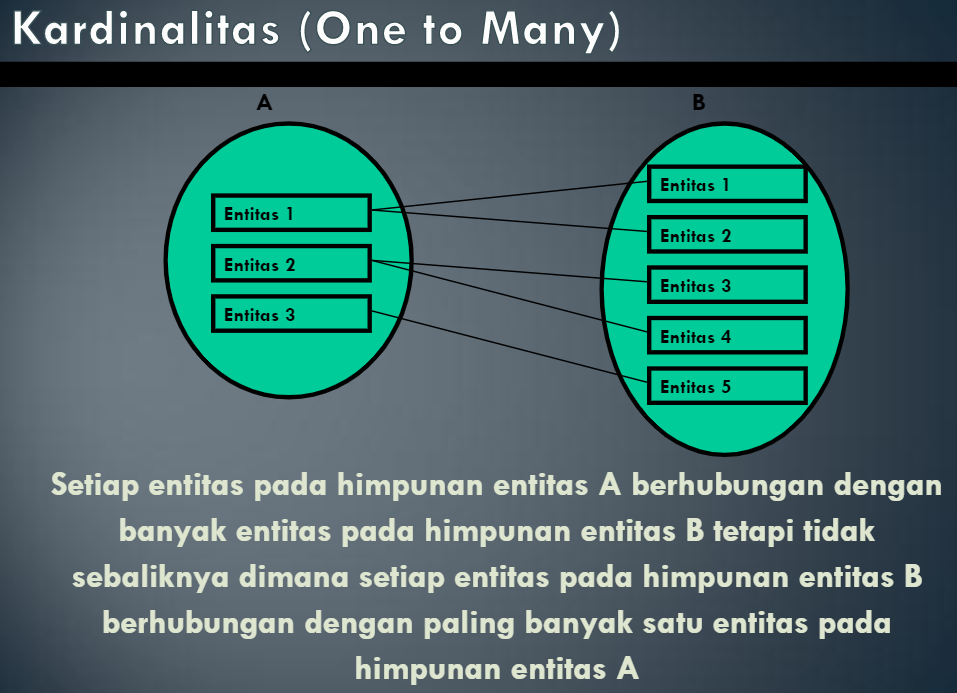 Kardinalitas (One to Many)
A
B
Entitas 1
Entitas 2
Entitas 3
Entitas 1
Entitas 2
Entitas 3
Entitas 4
Entitas 5
Setiap entitas pada himpunan entitas A berhubungan dengan
banyak entitas pada himpunan entitas B tetapi tidak
sebaliknya dimana setiap entitas pada himpunan entitas B
berhubungan dengan paling banyak satu entitas pada
himpunan entitas A